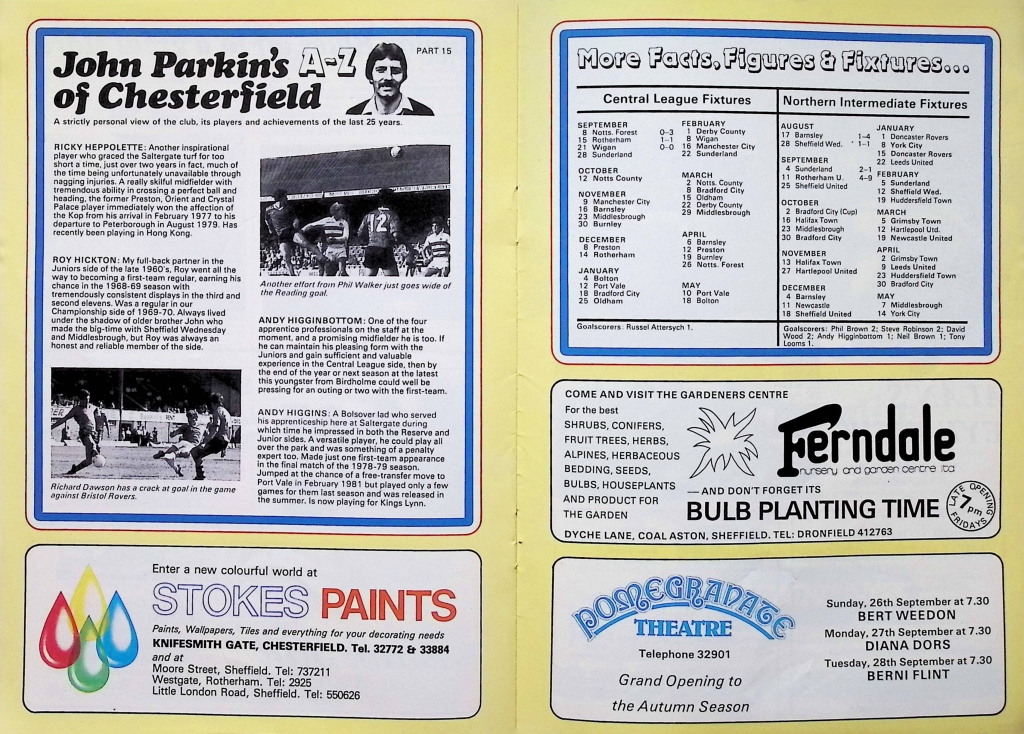 John Parkin's A-Z
of Chesterfield
PART 15
A strictly personal view of the club, its players and achievements of the last 25 years.
RICKY HEPPOLETTE: Another inspirational
player who graced the Saltergate turf for too
short a time, just over two years in fact, much of
the time being unfortunately unavailable through
nagging injuries. A really skilful midfielder with
tremendous ability in crossing a perfect ball and
heading, the former Preston, Orient and Crystal
Palace player immediately won the affection of
the Kop from his arrival in February 1977 to his
departure to Peterborough in August 1979. Has
recently been playing in Hong Kong.
ROY HICKTON: My full-back partner in the
Juniors side of the late 1960's, Roy went all the
way to becoming a first-team regular, earning his
chance in the 1968-69 season with
tremendously consistent displays in the third and
second elevens. Was a regular in our
Championship side of 1969-70. Always lived
under the shadow of older brother John who
made the big-time with Sheffield Wednesday
and Middlesbrough, but Roy was always an
honest and reliable member of the side.
Richard Dawson has a crack at goal in the game
against Bristol Rovers.
12
Another effort from Phil Walker just goes wide of
the Reading goal.
ANDY HIGGINBOTTOM: One of the four
apprentice professionals on the staff at the
moment, and a promising midfielder he is too. If
he can maintain his pleasing form with the
Juniors and gain sufficient and valuable
experience in the Central League side, then by
the end of the year or next season at the latest
this youngster from Birdholme could well be
pressing for an outing or two with the first-team.
ANDY HIGGINS: A Bolsover lad who served
his apprenticeship here at Saltergate during
which time he impressed in both the Reserve and
Junior sides. A versatile player, he could play all
over the park and was something of a penalty
expert too. Made just one first-team appearance
in the final match of the 1978-79 season.
Jumped at the chance of a free-transfer move to
Port Vale in February 1981 but played only a few
games for them last season and was released in
the summer. Is now playing for Kings Lynn.
Enter a new colourful world at
STOKES PAINTS
Paints, Wallpapers, Tiles and everything for your decorating needs
KNIFESMITH GATE, CHESTERFIELD. Tel. 32772 & 33884
and at
Moore Street, Sheffield. Tel: 737211
Westgate, Rotherham. Tel: 2925
Little London Road, Sheffield. Tel: 550626
More Facts, Figures & Fixtures...
Central League Fixtures
SEPTEMBER
8 Notts. Forest 0-3
15 Rotherham 1-1
21 Wigan 0-0
28 Sunderland
OCTOBER
12 Notts County
NOVEMBER
9 Manchester City
16 Barnsley
23 Middlesbrough
30 Burnley
DECEMBER
8 Preston
14 Rotherham
JANUARY
4 Bolton
12 Port Vale
18 Bradford City
25 Oldham
FEBRUARY
1 Derby County
8 Wigan
16 Manchester City
22 Sunderland
MARCH
2 Notts. County
8 Bradford City
15 Oldham
22 Derby County
29 Middlesbrough
APRIL
6 Barnsley
12 Preston
19 Burnley
26 Notts. Forest
MAY
10 Port Vale
18 Bolton
Goalscorers: Russel Attersych 1.
Northern Intermediate Fixtures
AUGUST
17 Barnsley 1-4
28 Sheffield Wed. 1-1
SEPTEMBER
4 Sunderland 2-1
11 Rotherham U. 4-9
25 Sheffield United
OCTOBER
2 Bradford City (Cup)
16 Halifax Town
23 Middlesbrough
30 Bradford City
NOVEMBER
13 Halifax Town
27 Hartlepool United
DECEMBER
4 Barnsley
11 Newcastle
18 Sheffield United
JANUARY
1 Doncaster Rovers
8 York City
15 Doncaster Rovers
22 Leeds United
FEBRUARY
5 Sunderland
12 Sheffield Wed.
19 Huddersfield Town
MARCH
5 Grimsby Town
12 Hartlepool Utd.
19 Newcastle United
APRIL
2 Grimsby Town
9 Leeds United
23 Huddersfield Town
30 Bradford City
MAY
7 Middlesbrough
14 York City
Goalscorers: Phil Brown 2; Steve Robinson 2; David
Wood 2; Andy Higginbottom 1; Neil Brown 1; Tony
Looms 1.
COME AND VISIT THE GARDENERS CENTRE
For the best
SHRUBS, CONIFERS,
FRUIT TREES, HERBS,
ALPINES, HERBACEOUS
BEDDING, SEEDS,
BULBS, HOUSEPLANTS
AND PRODUCT FOR
THE GARDEN
Ferndale
nursery and garden centre ltd
— AND DON'T FORGET ITS
BULB PLANTING TIME
LATE OPENING
7pm
FRIDAYS
DYCHE LANE, COAL ASTON, SHEFFIELD. TEL: DRONFIELD 412763
POMEGRANATE
THEATRE
Telephone 32901
Grand Opening to
the Autumn Season
Sunday, 26th September at 7.30
BERT WEEDON
Monday, 27th September at 7.30
DIANA DORS
Tuesday, 28th September at 7.30
BERNI FLINT